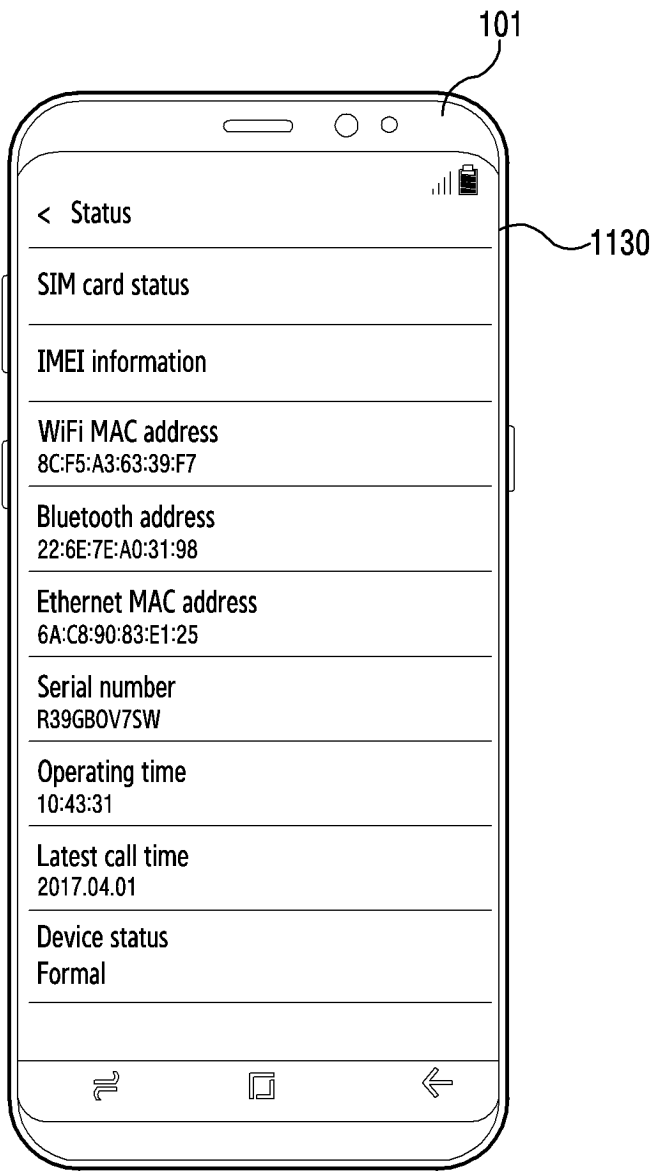 101
< Status
1130
SIM card status
IMEI information
WiFi MAC address
8C:F5:A3:63:39:F7
Bluetooth address
22:6E:7E:A0:31:98
Ethernet MAC address
6A:C8:90:83:E1:25
Serial number
R39GBOV7SW
Operating time
10:43:31
Latest call time
2017.04.01
Device status
Formal